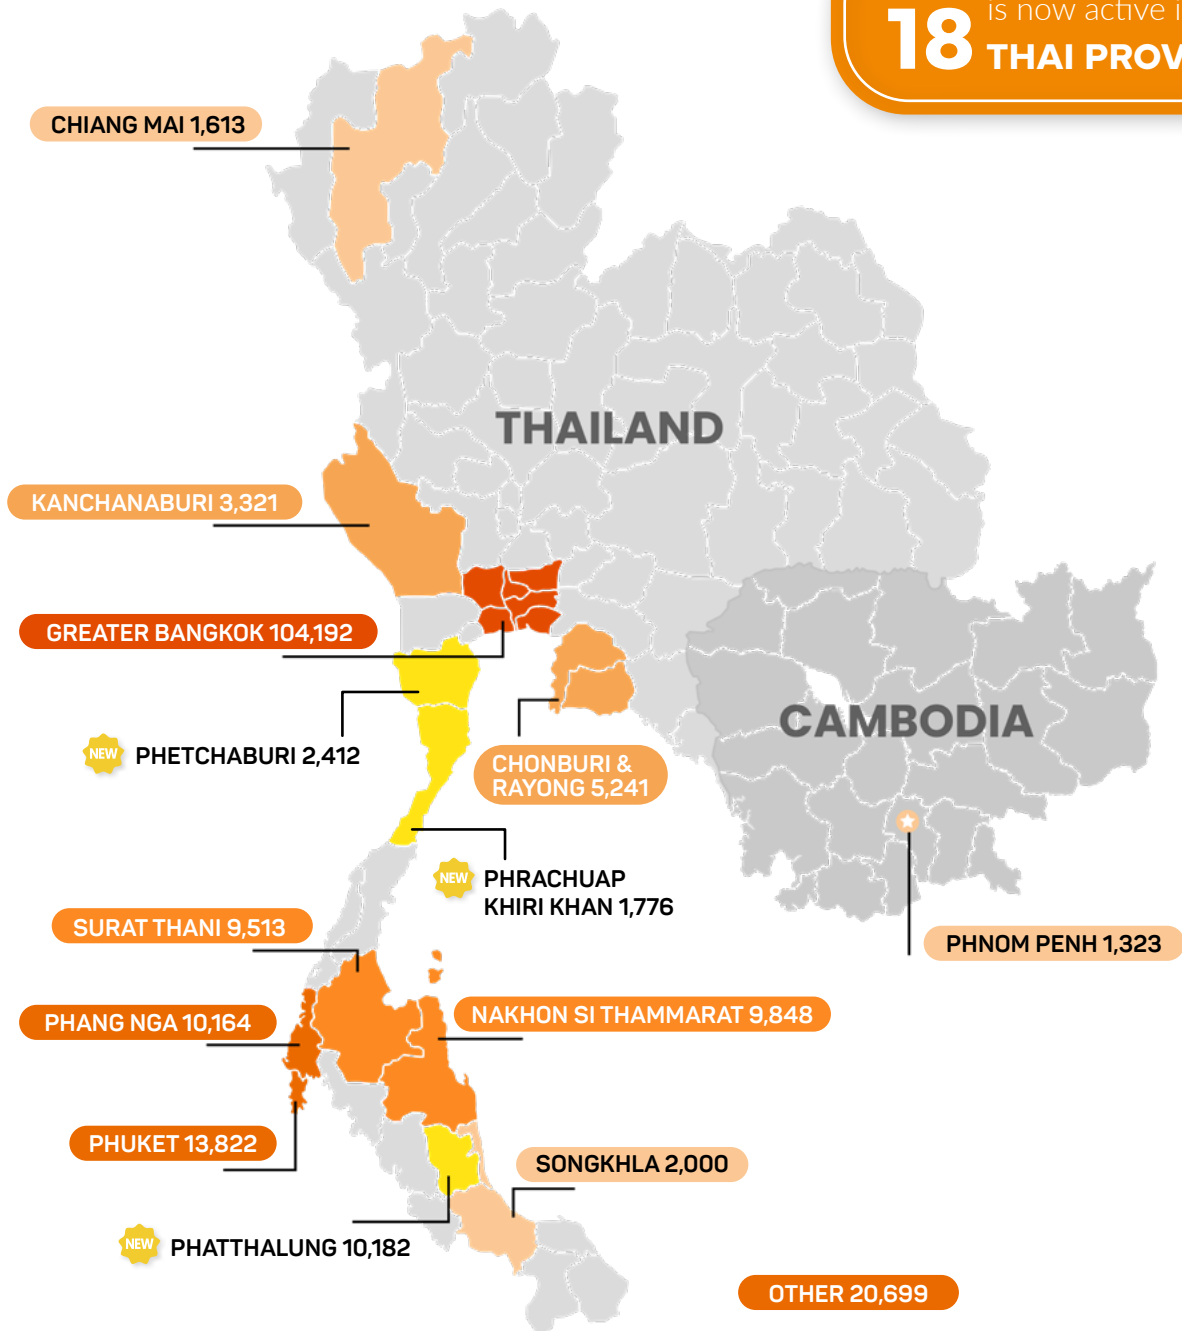 is now active i
18
THAI PROV
CHIANG MAI 1,613
THAILAND
KANCHANABURI 3,321
GREATER BANGKOK 104,192
CAMBODIA
NEW
PHETCHABURI 2,412
CHONBURI &
RAYONG 5,241
NEW
PHRACHUAP
KHIRI KHAN 1,776
SURAT THANI 9,513
PHNOM PENH 1,323
PHANG NGA 10,164
NAKHON SI THAMMARAT 9,848
PHUKET 13,822
SONGKHLA 2,000
NEW
PHATTHALUNG 10,182
OTHER 20,699